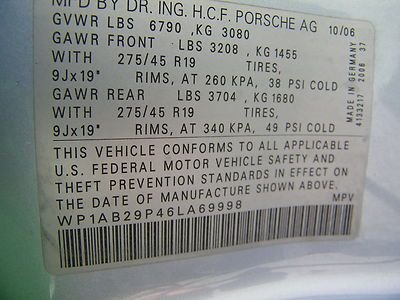 MFD BY DR. ING. H.C.F. PORSCHE AG 10/06
GVWR LBS 6790 ,KG 3080
GAWR FRONT LBS 3208 , KG 1455
WITH 275/45 R19 TIRES,
9Jx19" RIMS, AT 260 KPA, 38 PSI COLD
GAWR REAR LBS 3704 , KG 1680
WITH 275/45 R19 TIRES,
9Jx19" RIMS, AT 340 KPA, 49 PSI COLD
THIS VEHICLE CONFORMS TO ALL APPLICABLE
U.S. FEDERAL MOTOR VEHICLE SAFETY AND
THEFT PREVENTION STANDARDS IN EFFECT ON
THE DATE OF MANUFACTURE SHOWN ABOVE.
WP1AB29P46LA69998 MPV
MADE IN GERMANY
4133217 2006 37